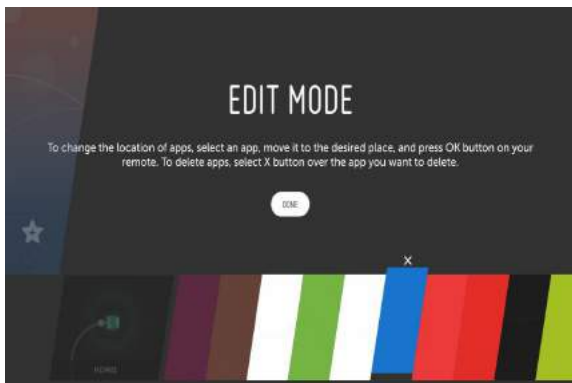 EDIT MODE
To change the location of apps, select an app, move it to the desired place, and press OK button on your
remote. To delete apps, select X button over the app you want to delete.
DONE
X
HOME